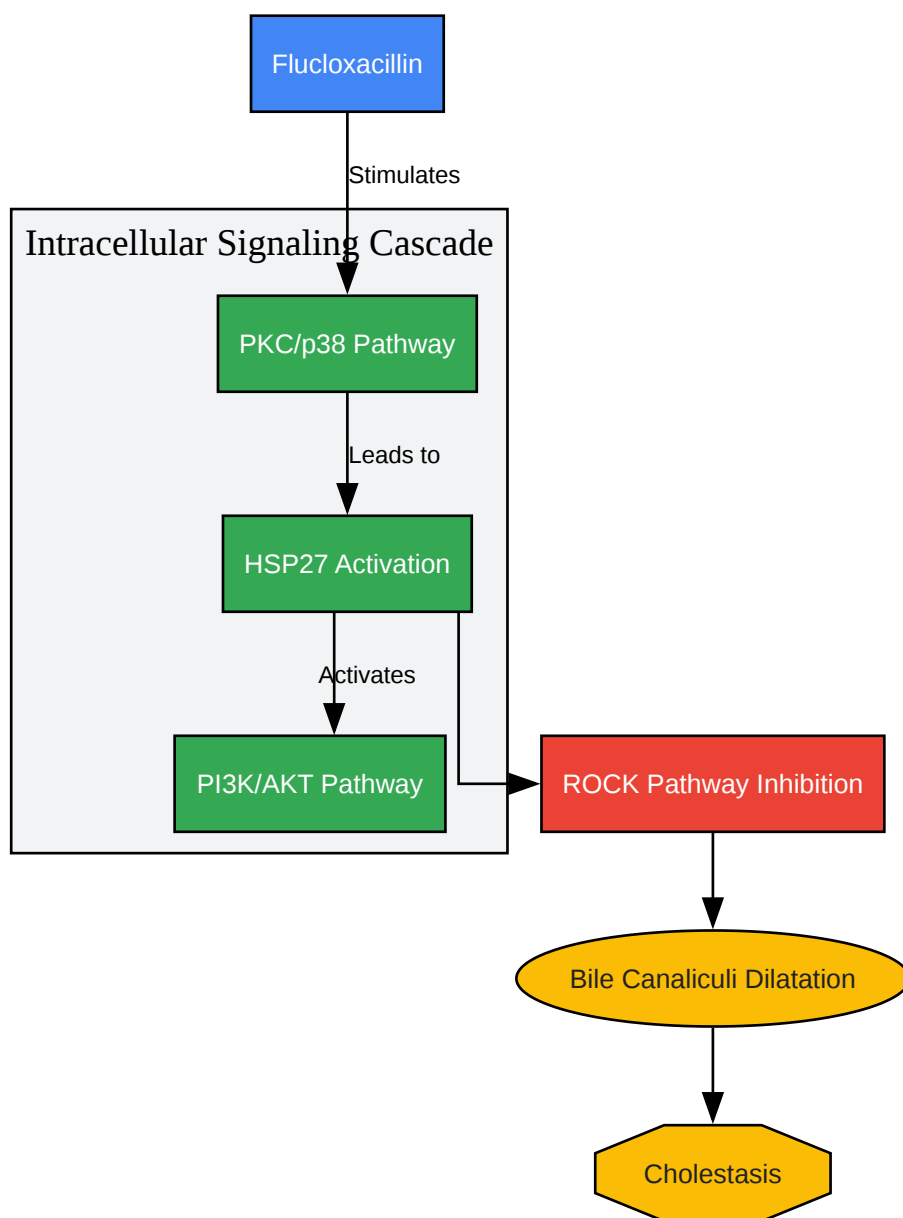 Flucloxacillin
Stimulates
Intracellular Signaling Cascade
PKC/p38 Pathway
Leads to
HSP27 Activation
Activates
PI3K/AKT Pathway
ROCK Pathway Inhibition
Bile Canaliculi Dilatation
Cholestasis